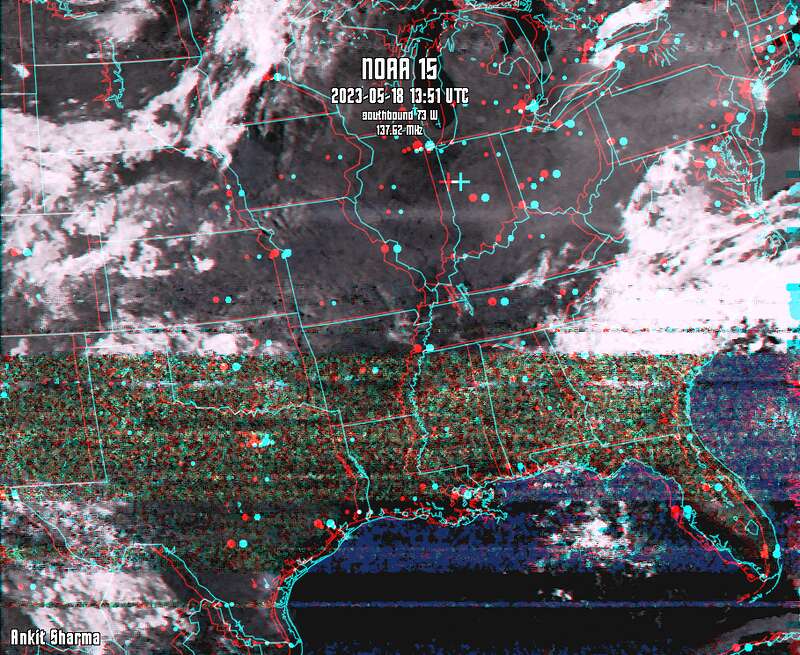 NOAA 15
2023-05-18 13:51 UTC
southbound 73 W
137.62 MHz
Ankit Sharma